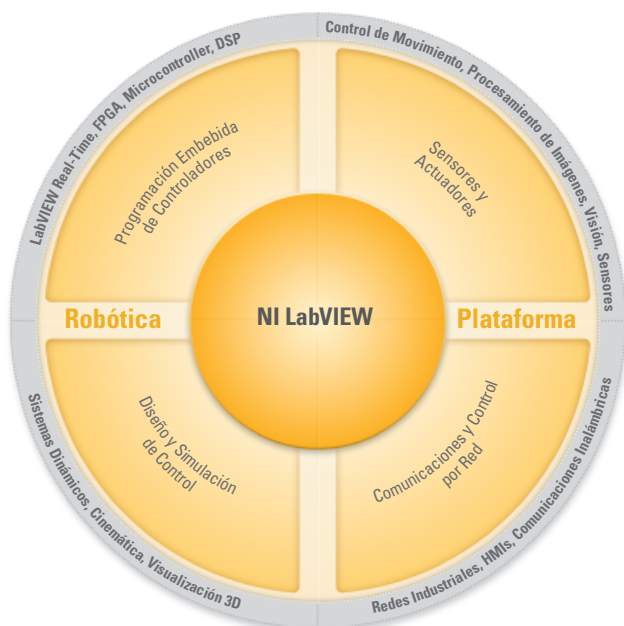 LabVIEW Real-Time, FPGA, Microcontroller, DSP
Control de Movimiento, Procesamiento de Imágenes, Visión, Sensores
Programación Embebida
de Controladores
Sensores y
Actuadores
Robótica
NI LabVIEW
Plataforma
Diseño y Simulación
de Control
Comunicaciones y Control
por Red
Sistemas Dinámicos, Cinemática, Visualización 3D
Redes Industriales, HMIs, Comunicaciones Inalámbricas